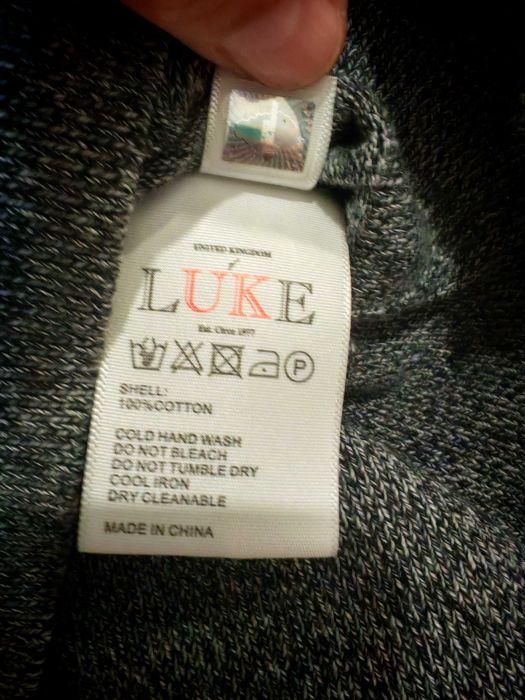 UNITED KINGDOM
of
LUKE
Est. Circa 1977
P
SHELL:
100%COTTON
COLD HAND WASH
DO NOT BLEACH
DO NOT TUMBLE DRY
COOL IRON
DRY CLEANABLE
MADE IN CHINA